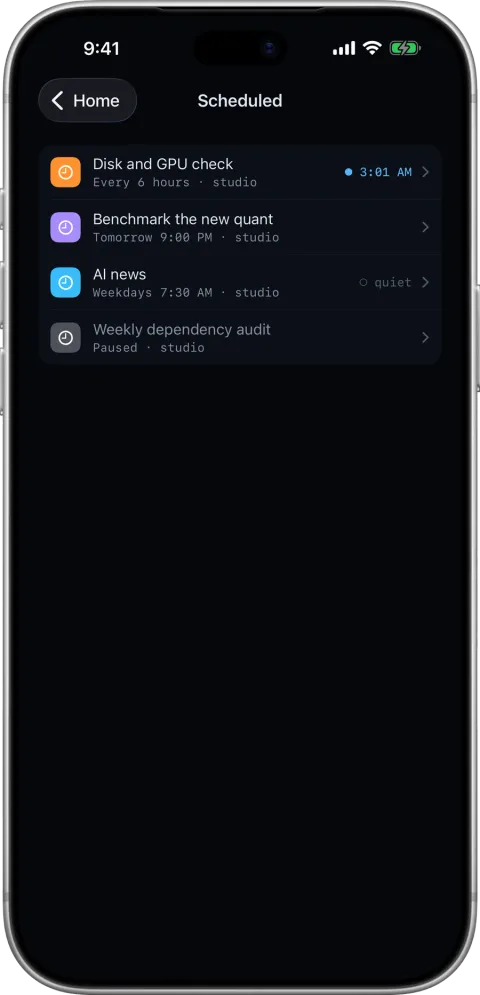 9:41
Home
Scheduled
Disk and GPU check
Every 6 hours · studio
3:01 AM
Benchmark the new quant
Tomorrow 9:00 PM · studio
AI news
Weekdays 7:30 AM · studio
quiet
Weekly dependency audit
Paused · studio